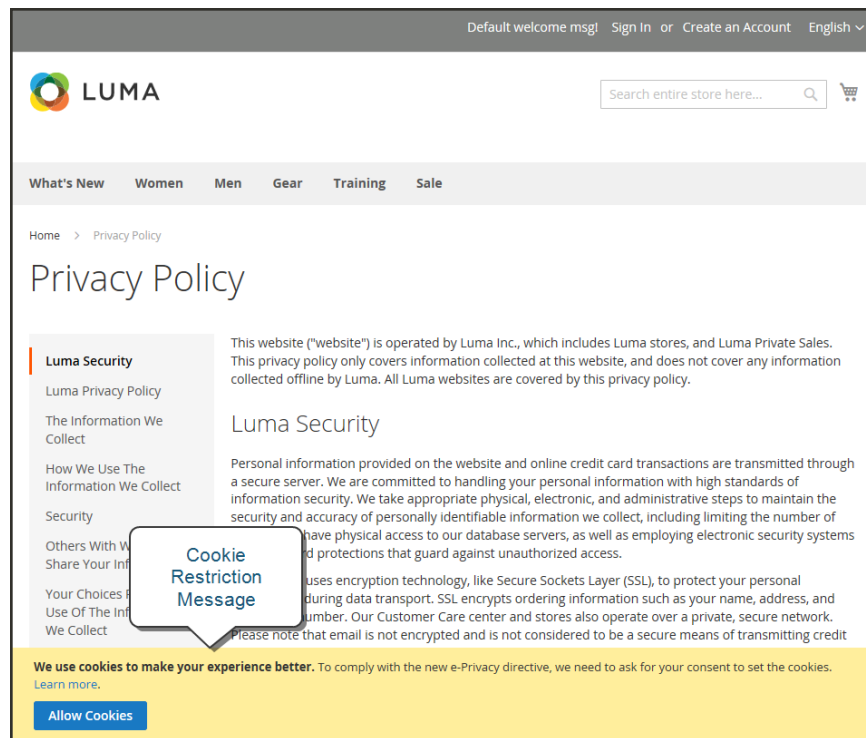 Default welcome msg! Sign In or Create an Account English
LUMA
Search entire store here...
What's New Women Men Gear Training Sale
Home Privacy Policy
Privacy Policy
Luma Security
Luma Privacy Policy
The Information We
Collect
How We Use The
Information We Collect
Security
Others With
Share Your
Your Choices
Use Of The
We Collect
This website ("website") is operated by Luma Inc., which includes Luma stores, and Luma Private Sales.
This privacy policy only covers information collected at this website, and does not cover any information
collected offline by Luma. All Luma websites are covered by this privacy policy.
Luma Security
Personal information provided on the website and online credit card transactions are transmitted through
a secure server. We are committed to handling your personal information with high standards of
information security. We take appropriate physical, electronic, and administrative steps to maintain the
security and accuracy of personally identifiable information we collect, including limiting the number of
have physical access to our database servers, as well as employing electronic security systems
protections that guard against unauthorized access.
uses encryption technology, like Secure Sockets Layer (SSL), to protect your personal
during data transport. SSL encrypts ordering information such as your name, address, and
Our Customer Care center and stores also operate over a private, secure network.
Please note that email is not encrypted and is not considered to be a secure means of transmitting credit
Cookie
Restriction
Message
We use cookies to make your experience better. To comply with the new e-Privacy directive, we need to ask for your consent to set the cookies.
Learn more.
Allow Cookies